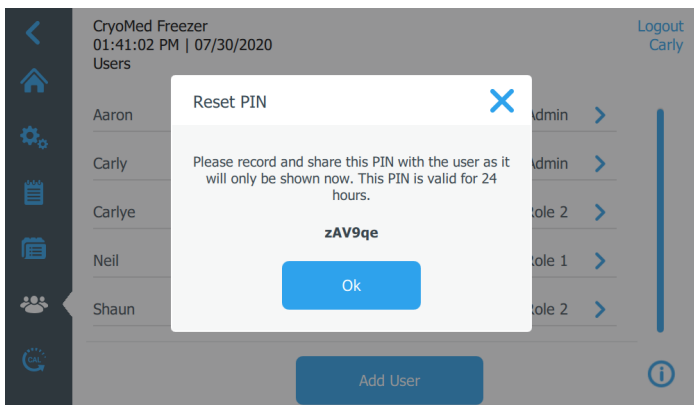 CryoMed Freezer
01:41:02 PM | 07/30/2020
Users
Logout
Carly
Reset PIN
Please record and share this PIN with the user as it
will only be shown now. This PIN is valid for 24
hours.
zAV9qe
Ok
Aaron
Admin
Carly
Admin
Carlye
Role 2
Neil
Role 1
Shaun
Role 2
Add User
CAL